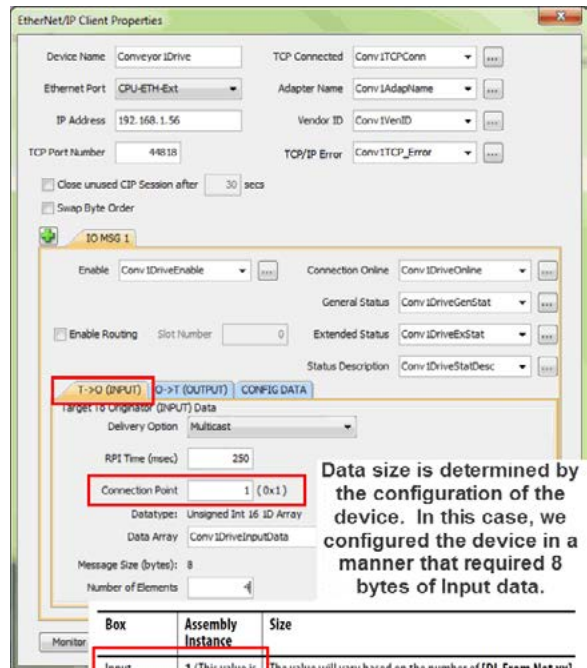 EtherNet/IP Client Properties
Device Name Conveyor 1Drive TCP Connected Conv1TCPConn ...
Ethernet Port CPU-ETH-Ext Adapter Name Conv1AdapName ...
IP Address 192.168.1.56 Vendor ID Conv1VenID ...
TCP Port Number 44818 TCP/IP Error Conv1TCP_Error ...
Close unused CIP Session after 30 secs
Swap Byte Order
IO MSG 1
Enable Conv1DriveEnable ... Connection Online Conv1DriveOnline ...
General Status Conv1DriveGenStat ...
Enable Routing Slot Number 0 Extended Status Conv1DriveExStat ...
Status Description Conv1DriveStatDesc ...
T->O (INPUT) O->T (OUTPUT) CONFIG DATA
Target To Originator (INPUT) Data
Delivery Option Multicast
RPI Time (msec) 250
Connection Point 1 (0x1)
Datatype: Unsigned Int 16 1D Array
Data Array Conv1DriveInputData
Message Size (bytes): 8
Number of Elements 4
Data size is determined by
the configuration of the
device. In this case, we
configured the device in a
manner that required 8
bytes of Input data.
Monitor
Box Assembly Instance Size
Input 1 (This value is The value will vary based on the number of